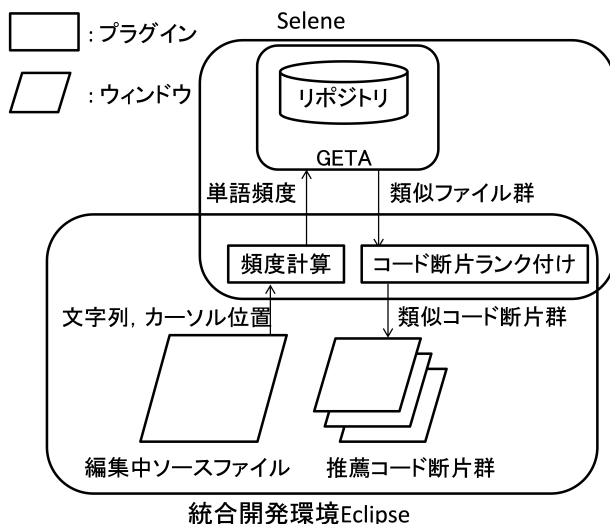 Selene
: プラグイン
: ウィンドウ
リポジトリ
GETA
単語頻度
類似ファイル群
頻度計算
コード断片ランク付け
文字列, カーソル位置
類似コード断片群
編集中ソースファイル
推薦コード断片群
統合開発環境Eclipse